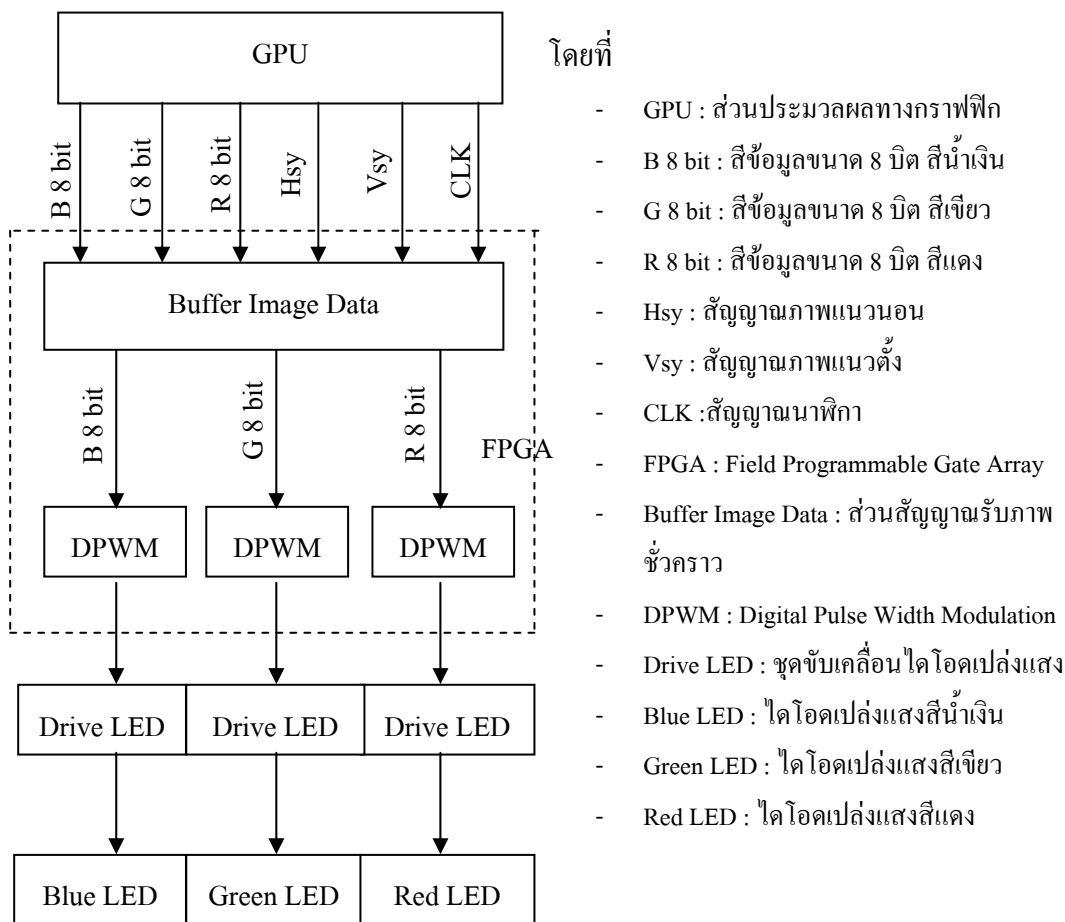 GPU
B 8 bit
G 8 bit
R 8 bit
Hsy
Vsy
CLK
Buffer Image Data
B 8 bit
G 8 bit
R 8 bit
FPGA
DPWM
DPWM
DPWM
Drive LED
Drive LED
Drive LED
Blue LED
Green LED
Red LED
โดยที่
- GPU : ส่วนประมวลผลทางกราฟฟิก
- B 8 bit : สีข้อมูลขนาด 8 บิต สีน้ำเงิน
- G 8 bit : สีข้อมูลขนาด 8 บิต สีเขียว
- R 8 bit : สีข้อมูลขนาด 8 บิต สีแดง
- Hsy : สัญญาณภาพแนวนอน
- Vsy : สัญญาณภาพแนวตั้ง
- CLK :สัญญาณนาฬิกา
- FPGA : Field Programmable Gate Array
- Buffer Image Data : ส่วนสัญญาณรับภาพ
ชั่วคราว
- DPWM : Digital Pulse Width Modulation
- Drive LED : ชุดขับเคลื่อนไดโอดเปล่งแสง
- Blue LED : ไดโอดเปล่งแสงสีน้ำเงิน
- Green LED : ไดโอดเปล่งแสงสีเขียว
- Red LED : ไดโอดเปล่งแสงสีแดง